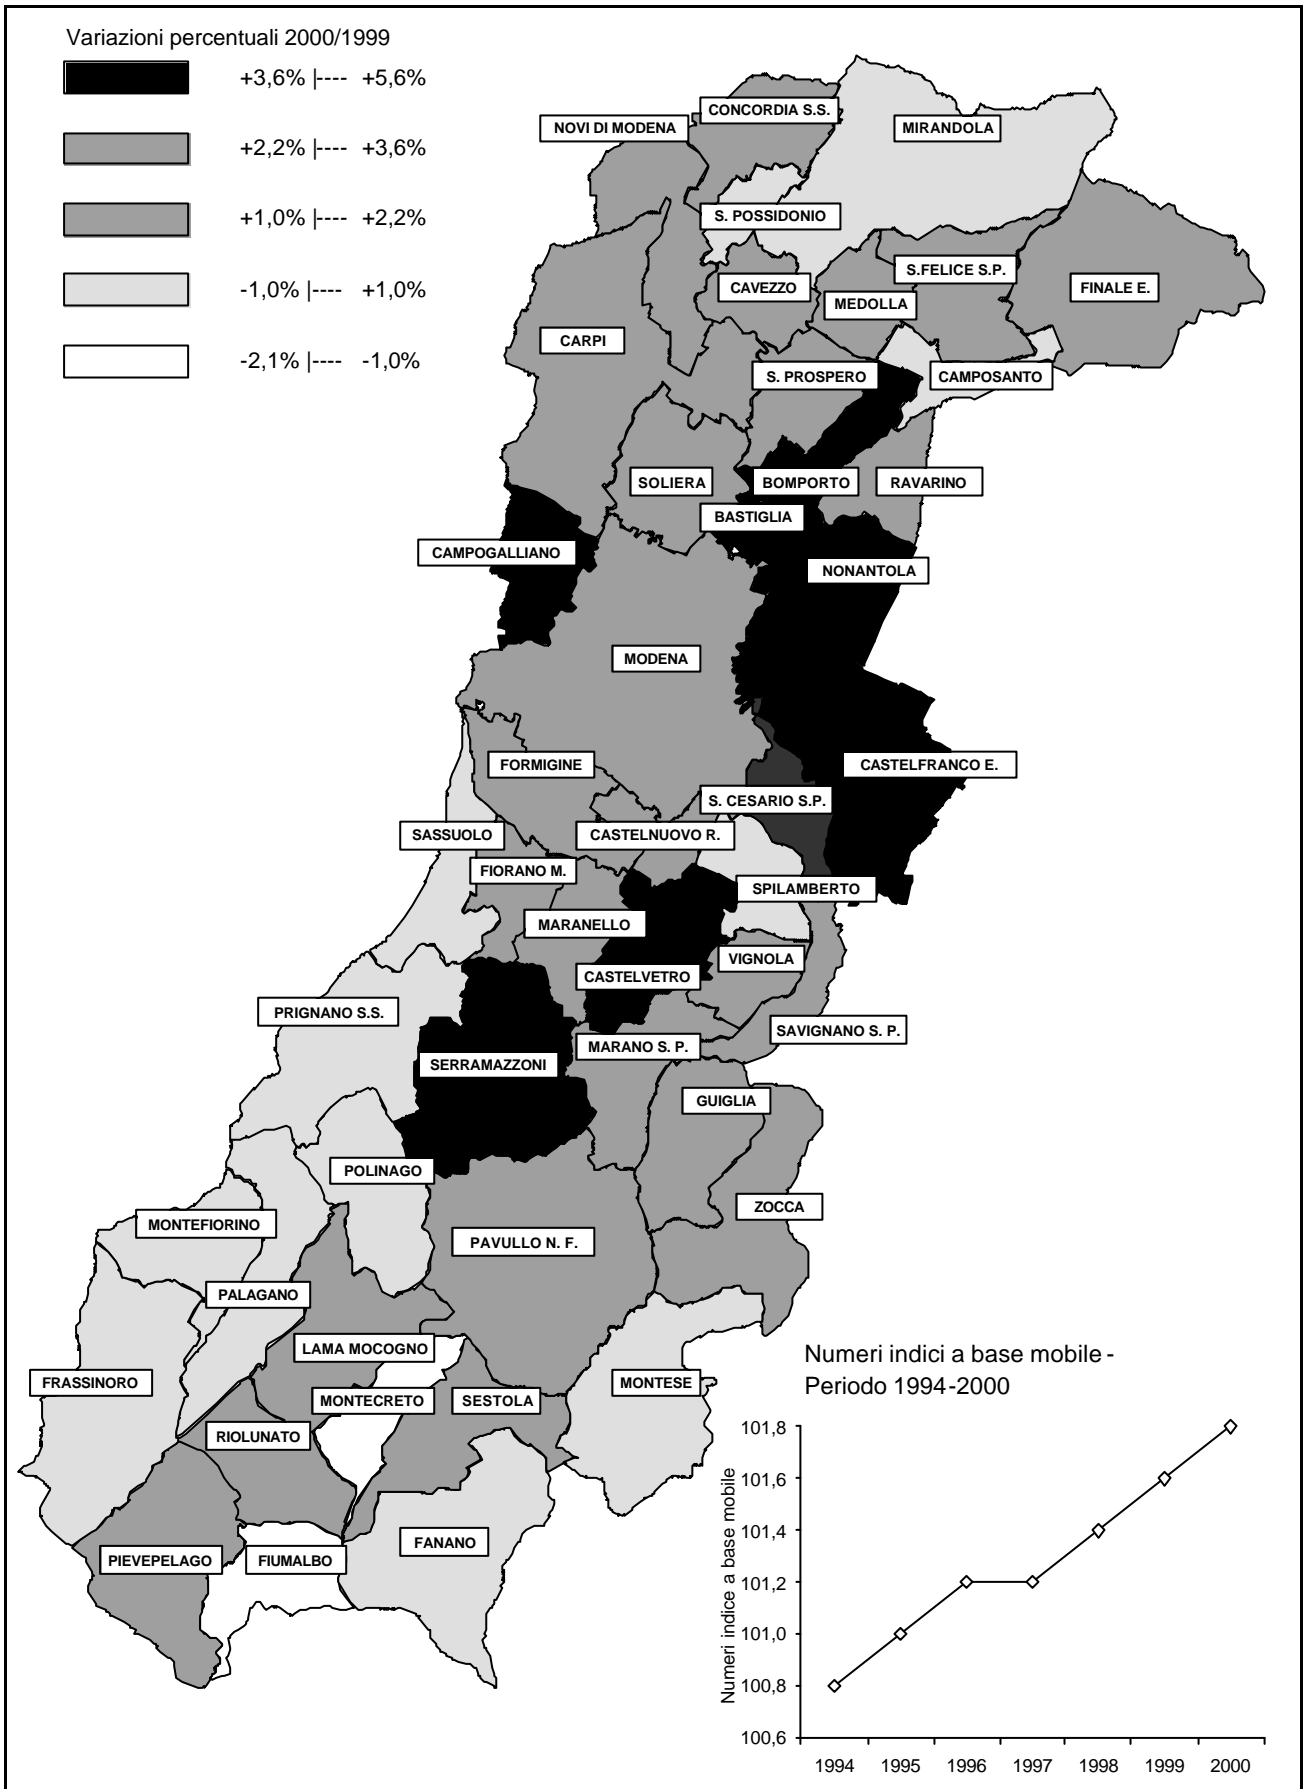 Variazioni percentuali 2000/1999
+3,6% |---- +5,6%
+2,2% |---- +3,6%
+1,0% |---- +2,2%
-1,0% |---- +1,0%
-2,1% |---- -1,0%
CONCORDIA S.S.
NOVI DI MODENA
MIRANDOLA
S. POSSIDONIO
S.FELICE S.P.
CAVEZZO
FINALE E.
MEDOLLA
CARPI
S. PROSPERO
CAMPOSANTO
SOLIERA
BOMPORTO
RAVARINO
BASTIGLIA
CAMPOGALLIANO
NONANTOLA
MODENA
FORMIGINE
CASTELFRANCO E.
S. CESARIO S.P.
SASSUOLO
CASTELNUOVO R.
FIORANO M.
SPILAMBERTO
MARANELLO
VIGNOLA
CASTELVETRO
PRIGNANO S.S.
SAVIGNANO S. P.
MARANO S. P.
SERRAMAZZONI
GUIGLIA
POLINAGO
ZOCCA
MONTEFIORINO
PAVULLO N. F.
PALAGANO
LAMA MOCOGNO
FRASSINORO
MONTESE
MONTECRETO
SESTOLA
RIOLUNATO
FANANO
PIEVEPELAGO
FIUMALBO
Numeri indici a base mobile -
Periodo 1994-2000
Numeri indice a base mobile
101,8
101,6
101,4
101,2
101,0
100,8
100,6
1994 1995 1996 1997 1998 1999 2000